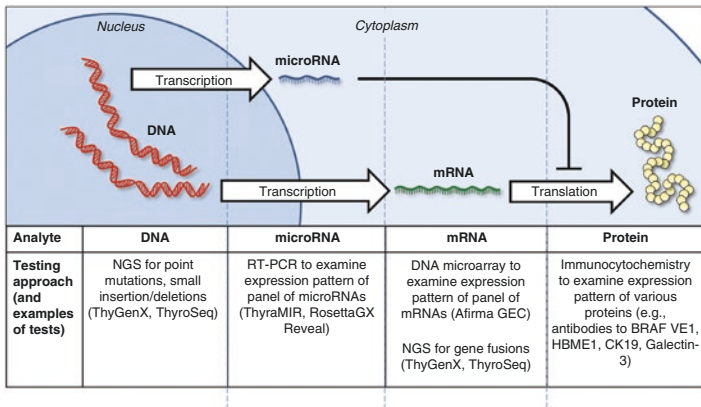 Nucleus
Cytoplasm
microRNA
Transcription
Protein
DNA
mRNA
Transcription
Translation
Analyte
DNA
microRNA
mRNA
Protein
Testing
approach
(and
examples
of tests)
NGS for point
mutations, small
insertion/deletions
(ThyGenX, ThyroSeq)
RT-PCR to examine
expression pattern of
panel of microRNAs
(ThyraMIR, RosettaGX
Reveal)
DNA microarray to
examine expression
pattern of panel of
mRNAs (Afirma GEC)
NGS for gene fusions
(ThyGenX, ThyroSeq)
Immunocytochemistry
to examine expression
pattern of various
proteins (e.g.,
antibodies to BRAF VE1,
HBME1, CK19, Galectin-
3)